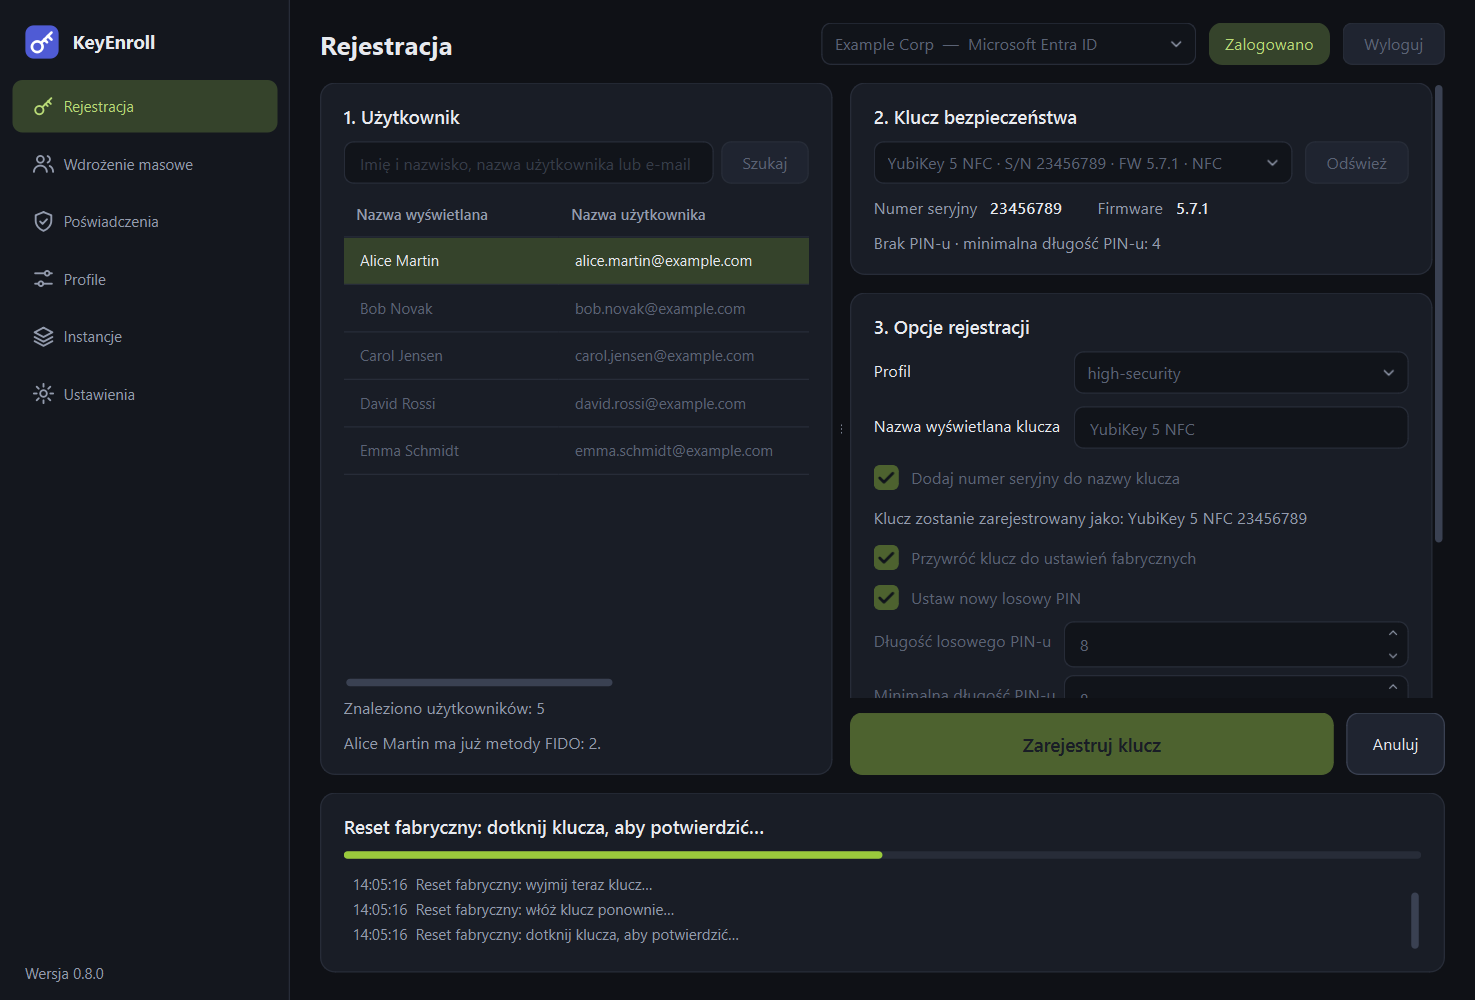 KeyEnroll
Rejestracja
Wdrożenie masowe
Poświadczenia
Profile
Instancje
Ustawienia
Wersja 0.8.0
Rejestracja
Example Corp — Microsoft Entra ID
Zalogowano
Wyloguj
1. Użytkownik
Imię i nazwisko, nazwa użytkownika lub e-mail
Szukaj
Nazwa wyświetlana Nazwa użytkownika
Alice Martin alice.martin@example.com
Bob Novak bob.novak@example.com
Carol Jensen carol.jensen@example.com
David Rossi david.rossi@example.com
Emma Schmidt emma.schmidt@example.com
Znaleziono użytkowników: 5
Alice Martin ma już metody FIDO: 2.
2. Klucz bezpieczeństwa
YubiKey 5 NFC · S/N 23456789 · FW 5.7.1 · NFC
Odśwież
Numer seryjny 23456789 Firmware 5.7.1
Brak PIN-u · minimalna długość PIN-u: 4
3. Opcje rejestracji
Profil high-security
Nazwa wyświetlana klucza YubiKey 5 NFC
Dodaj numer seryjny do nazwy klucza
Klucz zostanie zarejestrowany jako: YubiKey 5 NFC 23456789
Przywróć klucz do ustawień fabrycznych
Ustaw nowy losowy PIN
Długość losowego PIN-u 8
Minimalna długość PIN-u
Zarejestruj klucz
Anuluj
Reset fabryczny: dotknij klucza, aby potwierdzić…
14:05:16 Reset fabryczny: wyjmij teraz klucz…
14:05:16 Reset fabryczny: włóż klucz ponownie…
14:05:16 Reset fabryczny: dotknij klucza, aby potwierdzić…